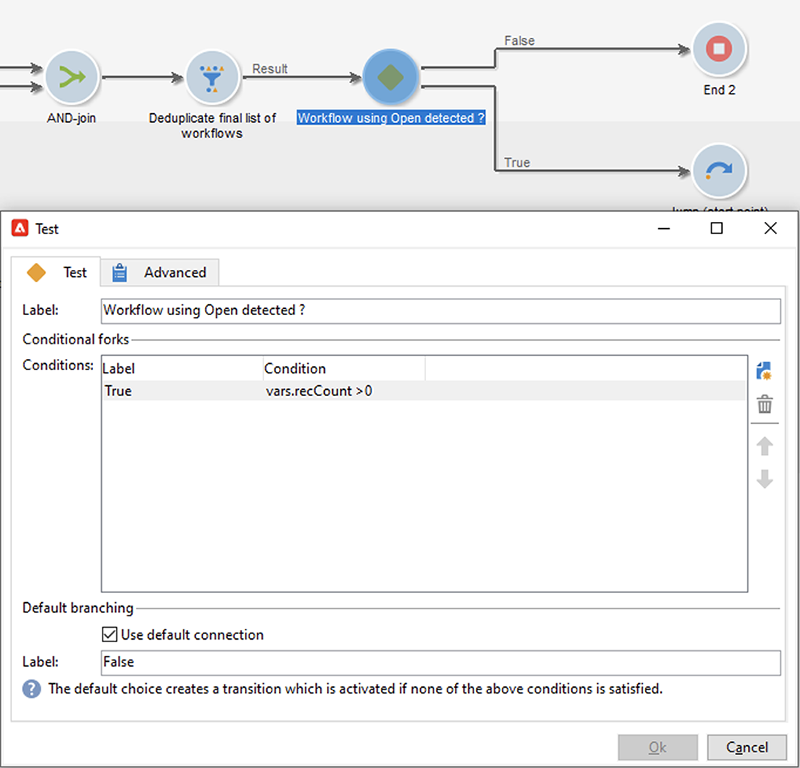 False
End 2
AND-join
Result
Deduplicate final list of
workflows
Workflow using Open detected ?
True
Jump (start point)
Test
Test
Advanced
Label:
Workflow using Open detected ?
Conditional forks
Conditions:
Label
Condition
True
vars.recCount >0
Default branching
Use default connection
Label:
False
The default choice creates a transition which is activated if none of the above conditions is satisfied.
Ok
Cancel